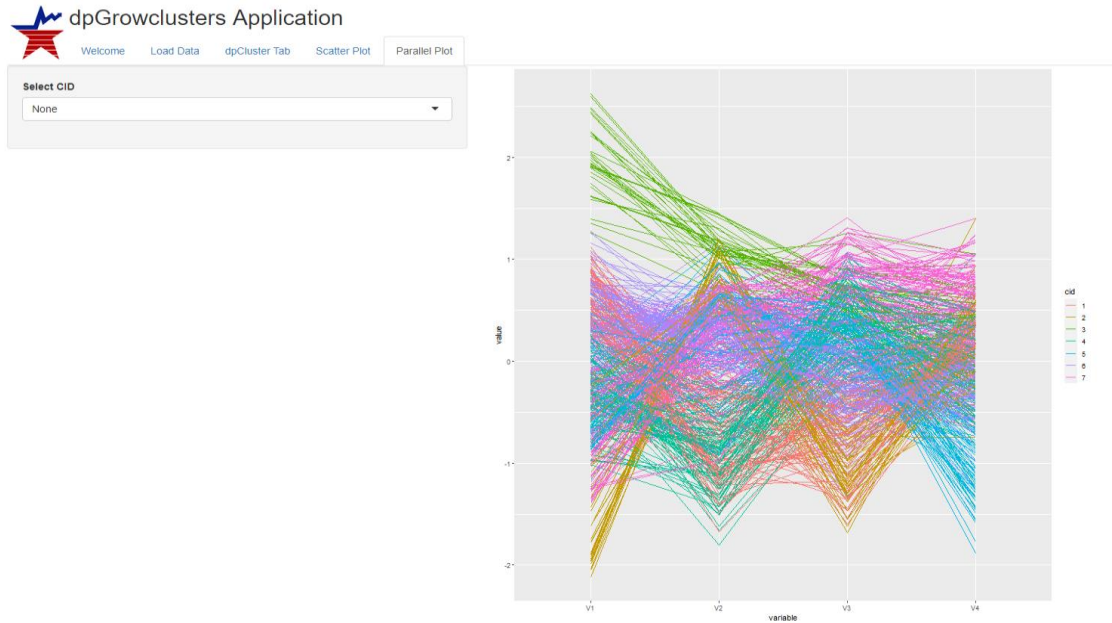 dpGrowclusters Application
Welcome Load Data dpCluster Tab Scatter Plot Parallel Plot
Select CID
None
2
1
0
-1
-2
value
V1 V2 V3 V4
variable
cid
1
2
3
4
5
6
7